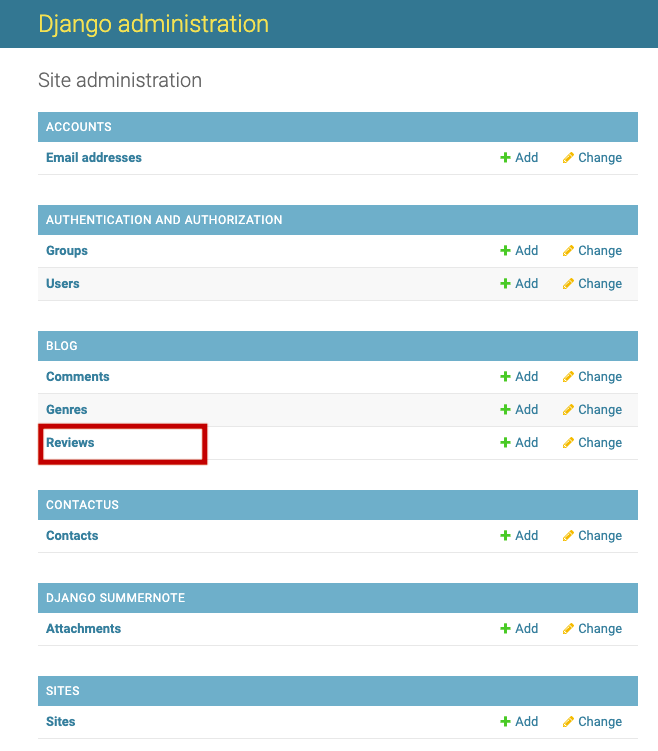 Django administration
Site administration
ACCOUNTS
Email addresses Add Change
AUTHENTICATION AND AUTHORIZATION
Groups Add Change
Users Add Change
BLOG
Comments Add Change
Genres Add Change
Reviews Add Change
CONTACTUS
Contacts Add Change
DJANGO SUMMERNOTE
Attachments Add Change
SITES
Sites Add Change